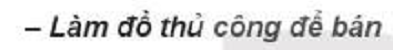 – Làm đồ thủ công để bán